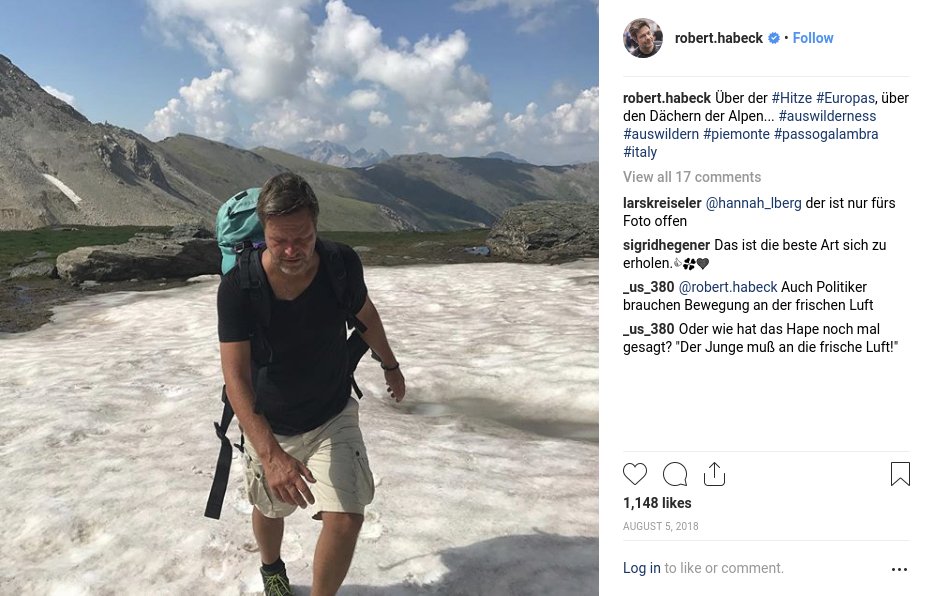 robert.habeck • Follow
robert.habeck Über der #Hitze #Europas, über
den Dächern der Alpen... #auswilderness
#auswildern #piemonte #passogalambra
#italy
View all 17 comments
larskreiseler @hannah_lberg der ist nur fürs
Foto offen
sigridhegener Das ist die beste Art sich zu
erholen.👍🍀❤
_us_380 @robert.habeck Auch Politiker
brauchen Bewegung an der frischen Luft
_us_380 Oder wie hat das Hape noch mal
gesagt? "Der Junge muß an die frische Luft!"
1,148 likes
AUGUST 5, 2018
Log in to like or comment.